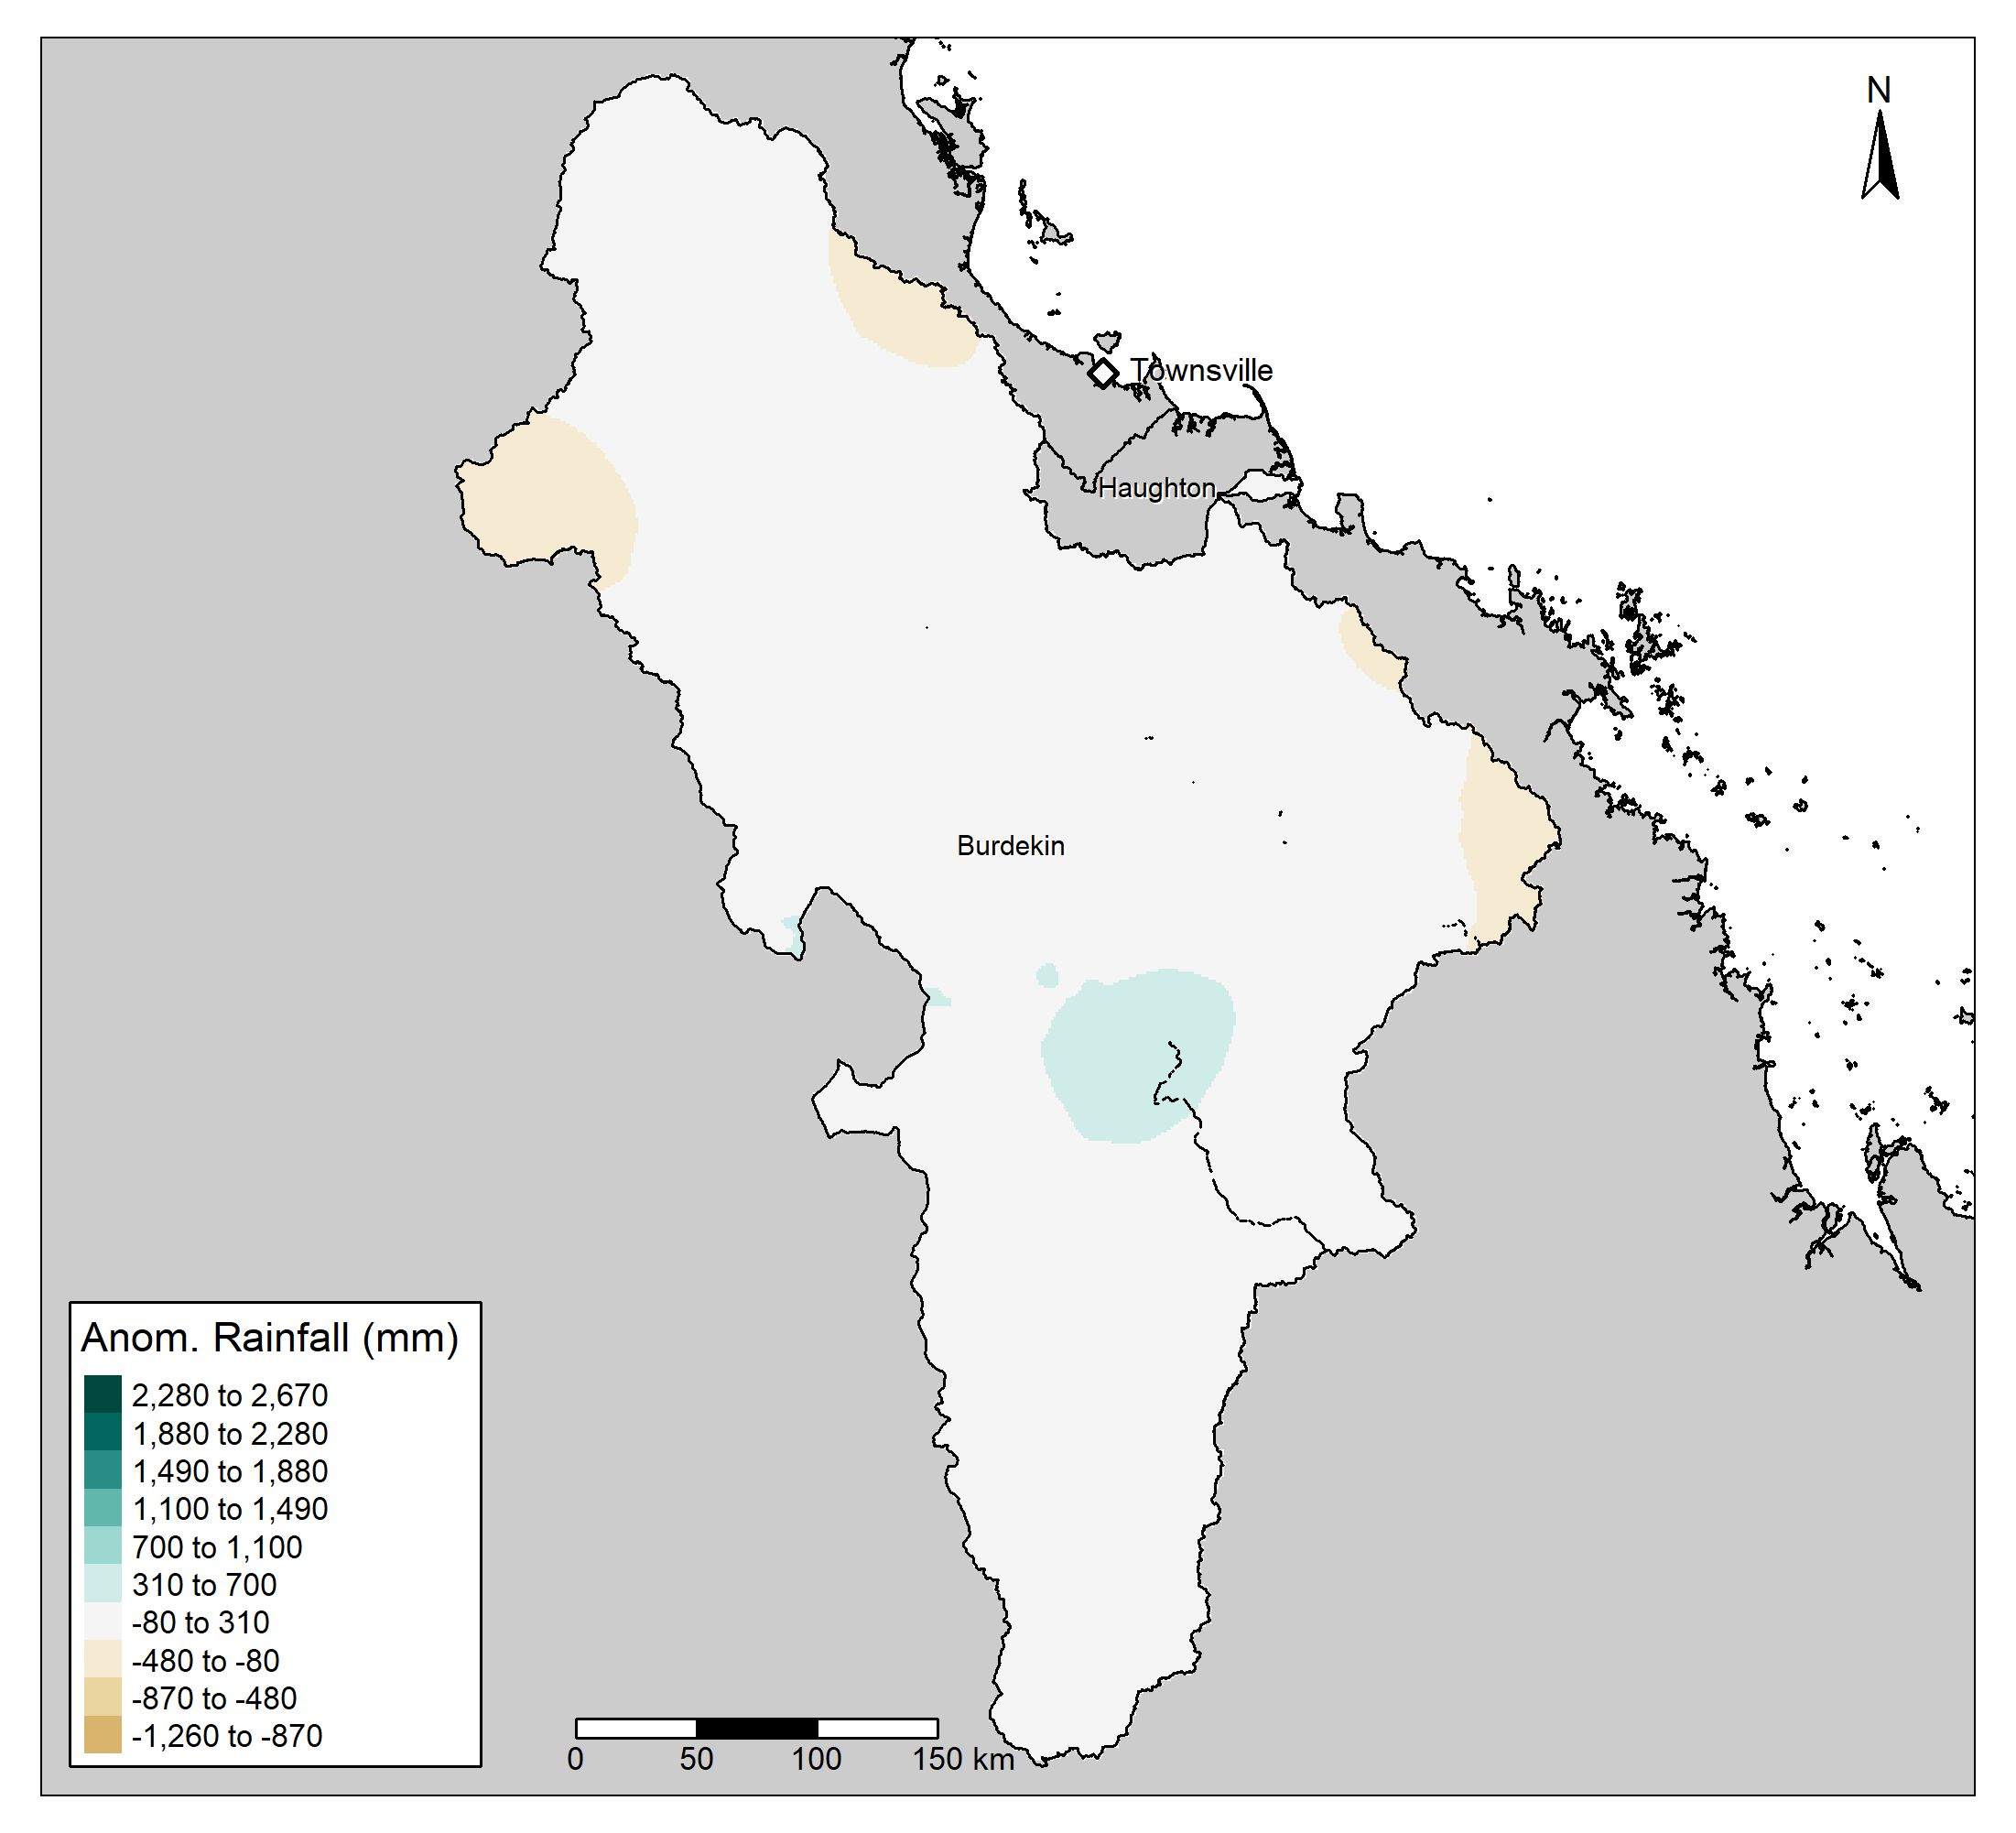 N
Townsville
Haughton
Burdekin
Anom. Rainfall (mm)
2,280 to 2,670
1,880 to 2,280
1,490 to 1,880
1,100 to 1,490
700 to 1,100
310 to 700
-80 to 310
-480 to -80
-870 to -480
-1,260 to -870
0 50 100 150 km